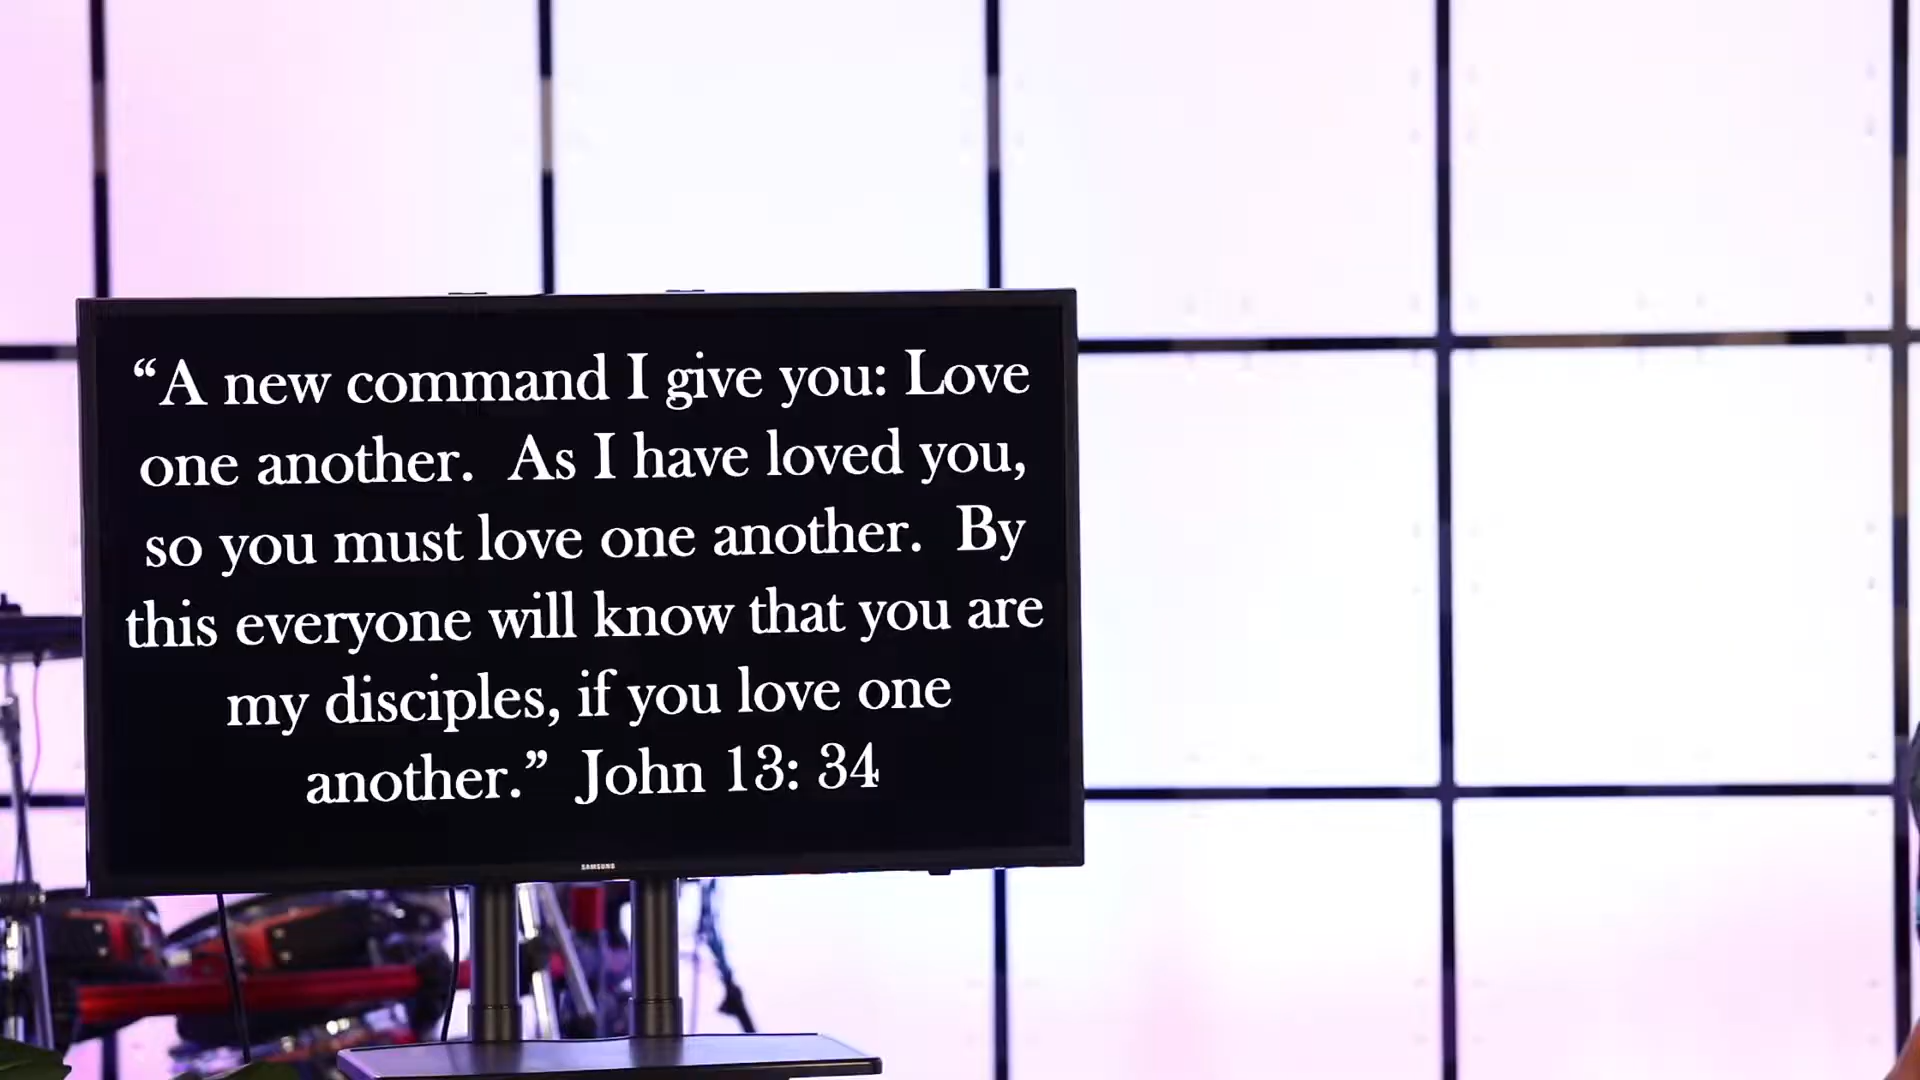 “A new command I give you: Love
one another.  As I have loved you,
so you must love one another.  By
this everyone will know that you are
my disciples, if you love one
another.”  John 13: 34
SAMSUNG